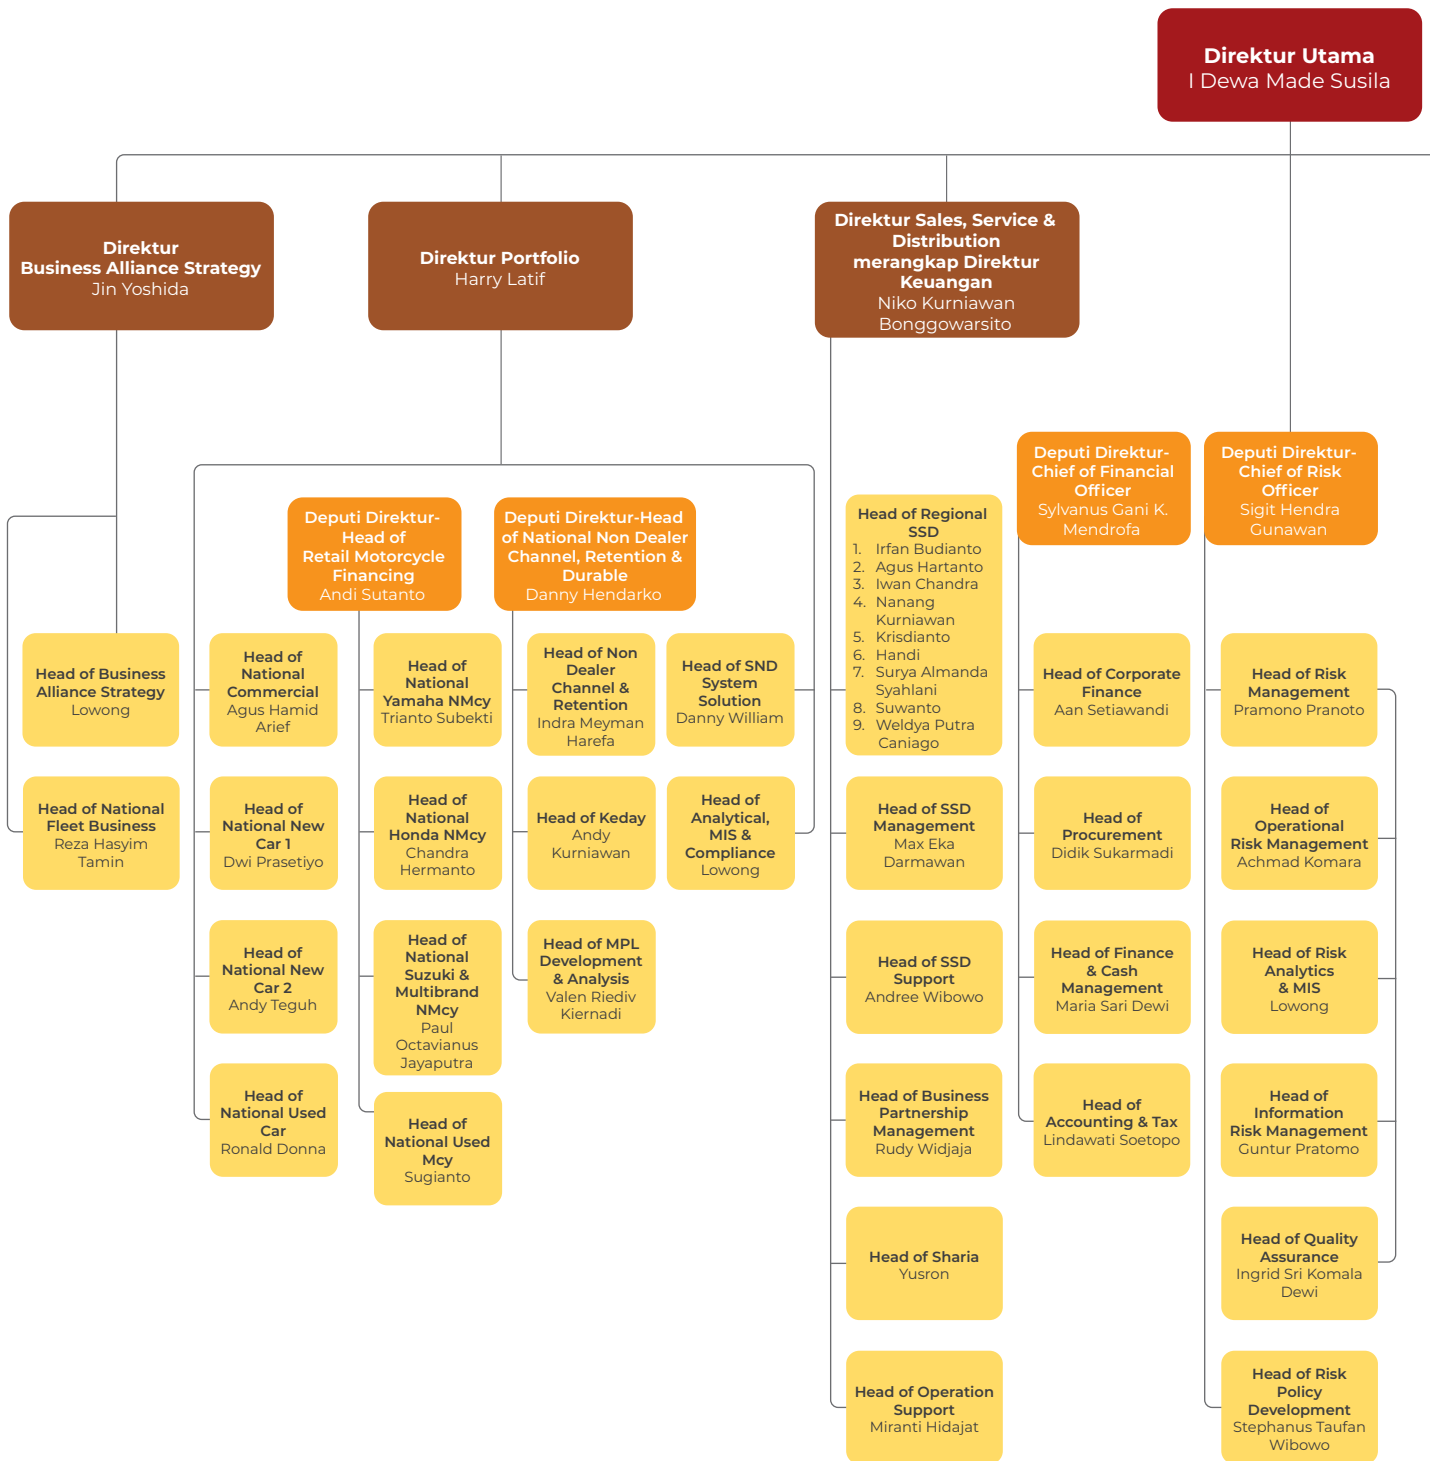 Direktur Utama
I Dewa Made Susila
Direktur
Business Alliance Strategy
Jin Yoshida
Direktur Portfolio
Harry Latif
Direktur Sales, Service &
Distribution
merangkap Direktur
Keuangan
Niko Kurniawan
Bonggowarsito
Deputi Direktur-
Chief of Financial
Officer
Sylvanus Gani K.
Mendrofa
Deputi Direktur-
Chief of Risk
Officer
Sigit Hendra
Gunawan
Deputi Direktur-
Head of
Retail Motorcycle
Financing
Andi Sutanto
Deputi Direktur-Head
of National Non Dealer
Channel, Retention &
Durable
Danny Hendarko
Head of Regional
SSD
1. Irfan Budianto
2. Agus Hartanto
3. Iwan Chandra
4. Nanang
Kurniawan
5. Krisdianto
6. Handi
7. Surya Almanda
Syahlani
8. Suwanto
9. Weldya Putra
Caniago
Head of Business
Alliance Strategy
Lowong
Head of
National
Commercial
Agus Hamid
Arief
Head of
National
Yamaha NMcy
Trianto Subekti
Head of Non
Dealer
Channel &
Retention
Indra Meyman
Harefa
Head of SND
System
Solution
Danny William
Head of Corporate
Finance
Aan Setiawandi
Head of Risk
Management
Pramono Pranoto
Head of National
Fleet Business
Reza Hasyim
Tamin
Head of
National New
Car 1
Dwi Prasetiyo
Head of
National
Honda NMcy
Chandra
Hermanto
Head of Keday
Andy
Kurniawan
Head of
Analytical,
MIS &
Compliance
Lowong
Head of SSD
Management
Max Eka
Darmawan
Head of
Procurement
Didik Sukarmadi
Head of
Operational
Risk Management
Achmad Komara
Head of
National New
Car 2
Andy Teguh
Head of
National
Suzuki &
Multibrand
NMcy
Paul
Octavianus
Jayaputra
Head of MPL
Development
& Analysis
Valen Riediv
Kiernadi
Head of SSD
Support
Andree Wibowo
Head of Finance
& Cash
Management
Maria Sari Dewi
Head of Risk
Analytics
& MIS
Lowong
Head of
National Used
Car
Ronald Donna
Head of
National Used
Mcy
Sugianto
Head of Business
Partnership
Management
Rudy Widjaja
Head of
Accounting & Tax
Lindawati Soetopo
Head of
Information
Risk Management
Guntur Pratomo
Head of Sharia
Yusron
Head of Quality
Assurance
Ingrid Sri Komala
Dewi
Head of Operation
Support
Miranti Hidajat
Head of Risk
Policy
Development
Stephanus Taufan
Wibowo